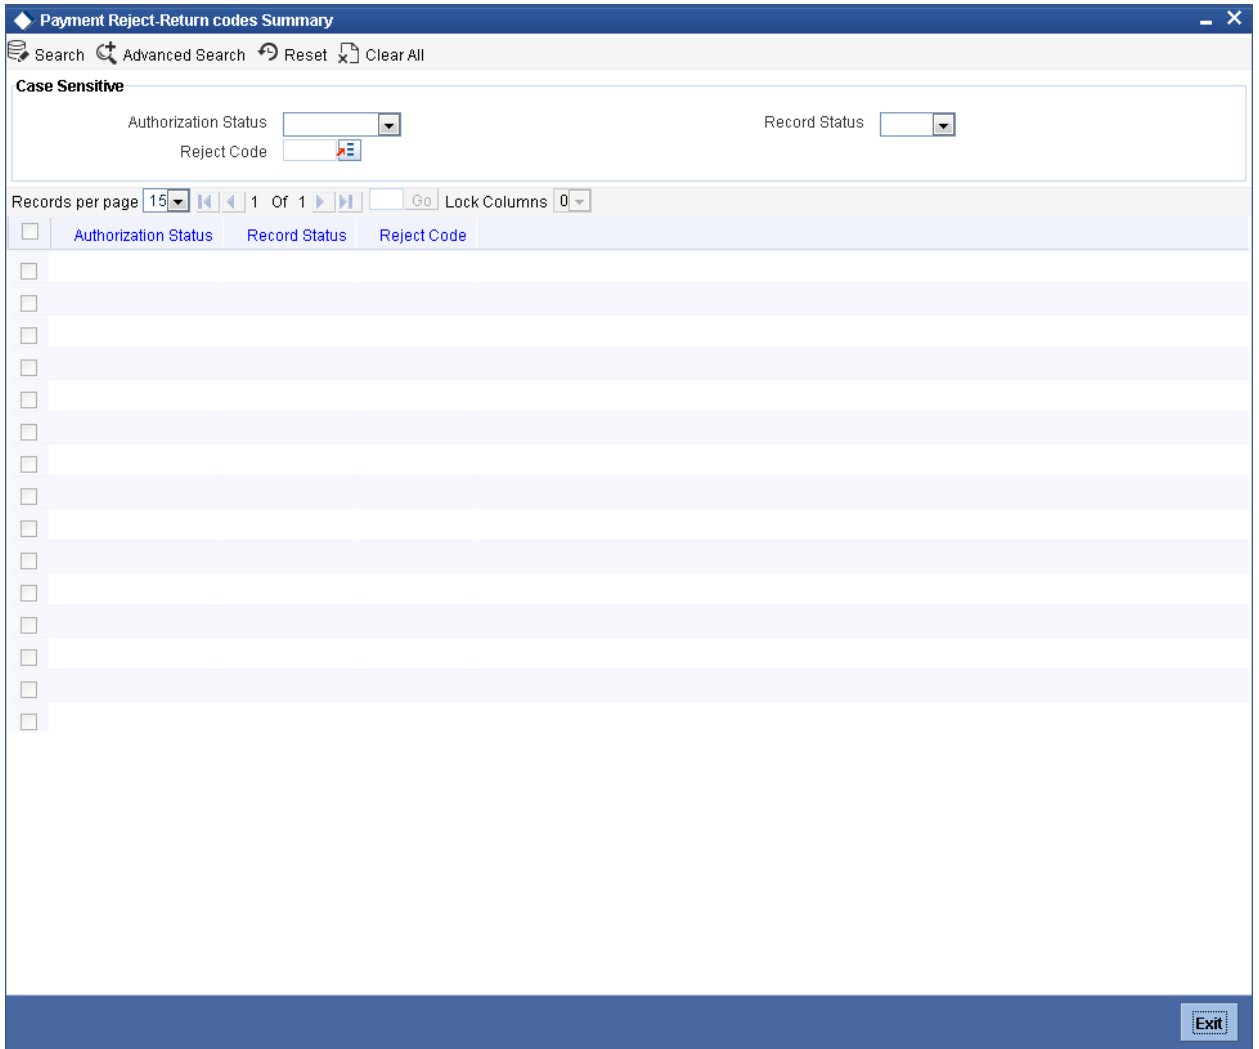 Payment Reject-Return codes Summary
Search Advanced Search Reset Clear All
Case Sensitive
Authorization Status Record Status
Reject Code
Records per page 15 1 Of 1 Go Lock Columns 0
Authorization Status Record Status Reject Code
Exit